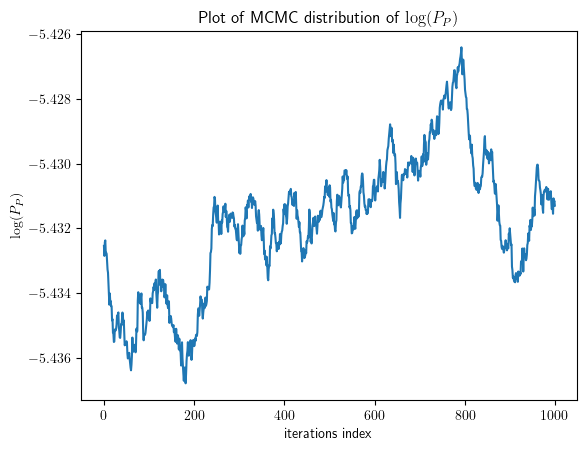 Plot of MCMC distribution of log(P_P)
−5.426
−5.428
−5.430
−5.432
−5.434
−5.436
log(P_P)
0 200 400 600 800 1000
iterations index